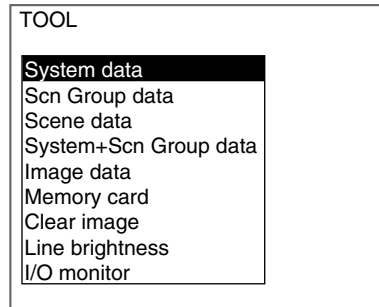 TOOL
System data
Scn Group data
Scene data
System+Scn Group data
Image data
Memory card
Clear image
Line brightness
I/O monitor